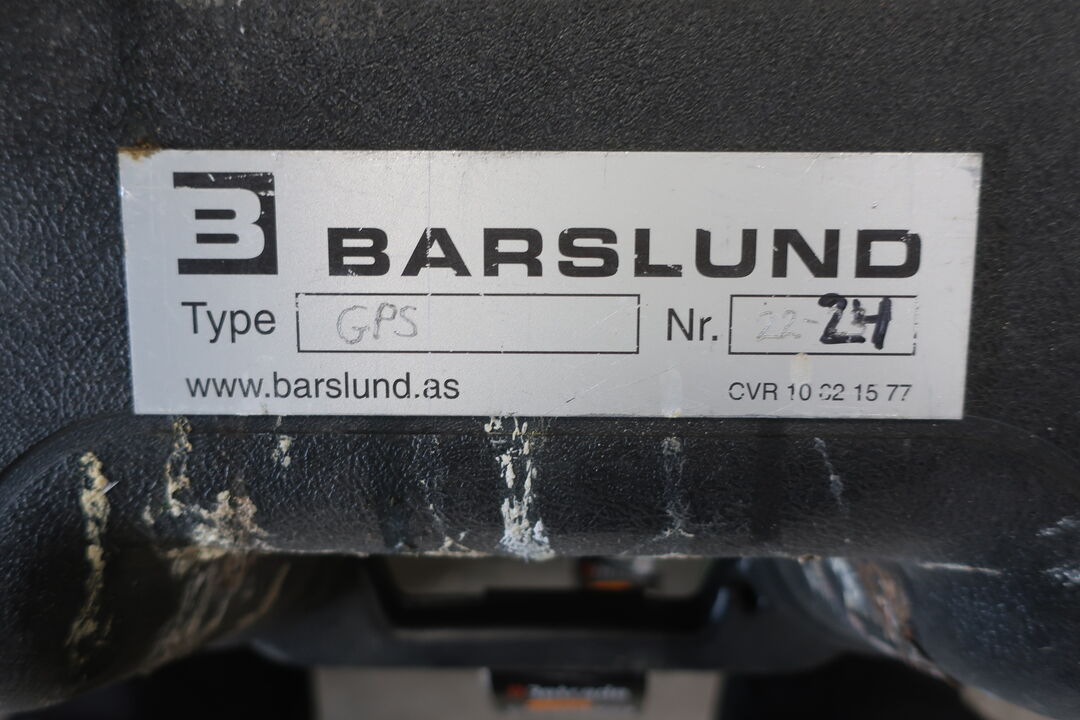 B BARSLUND
Type GPS Nr. 22-24
www.barslund.as CVR 10 62 15 77